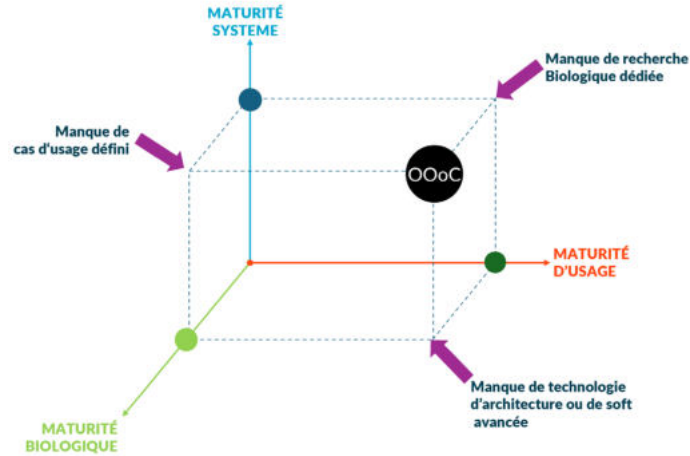 MATURITÉ
SYSTEME
Manque de recherche
Biologique dédiée
Manque de
cas d'usage défini
OOoC
MATURITÉ
D'USAGE
Manque de technologie
d'architecture ou de soft
avancée
MATURITÉ
BIOLOGIQUE